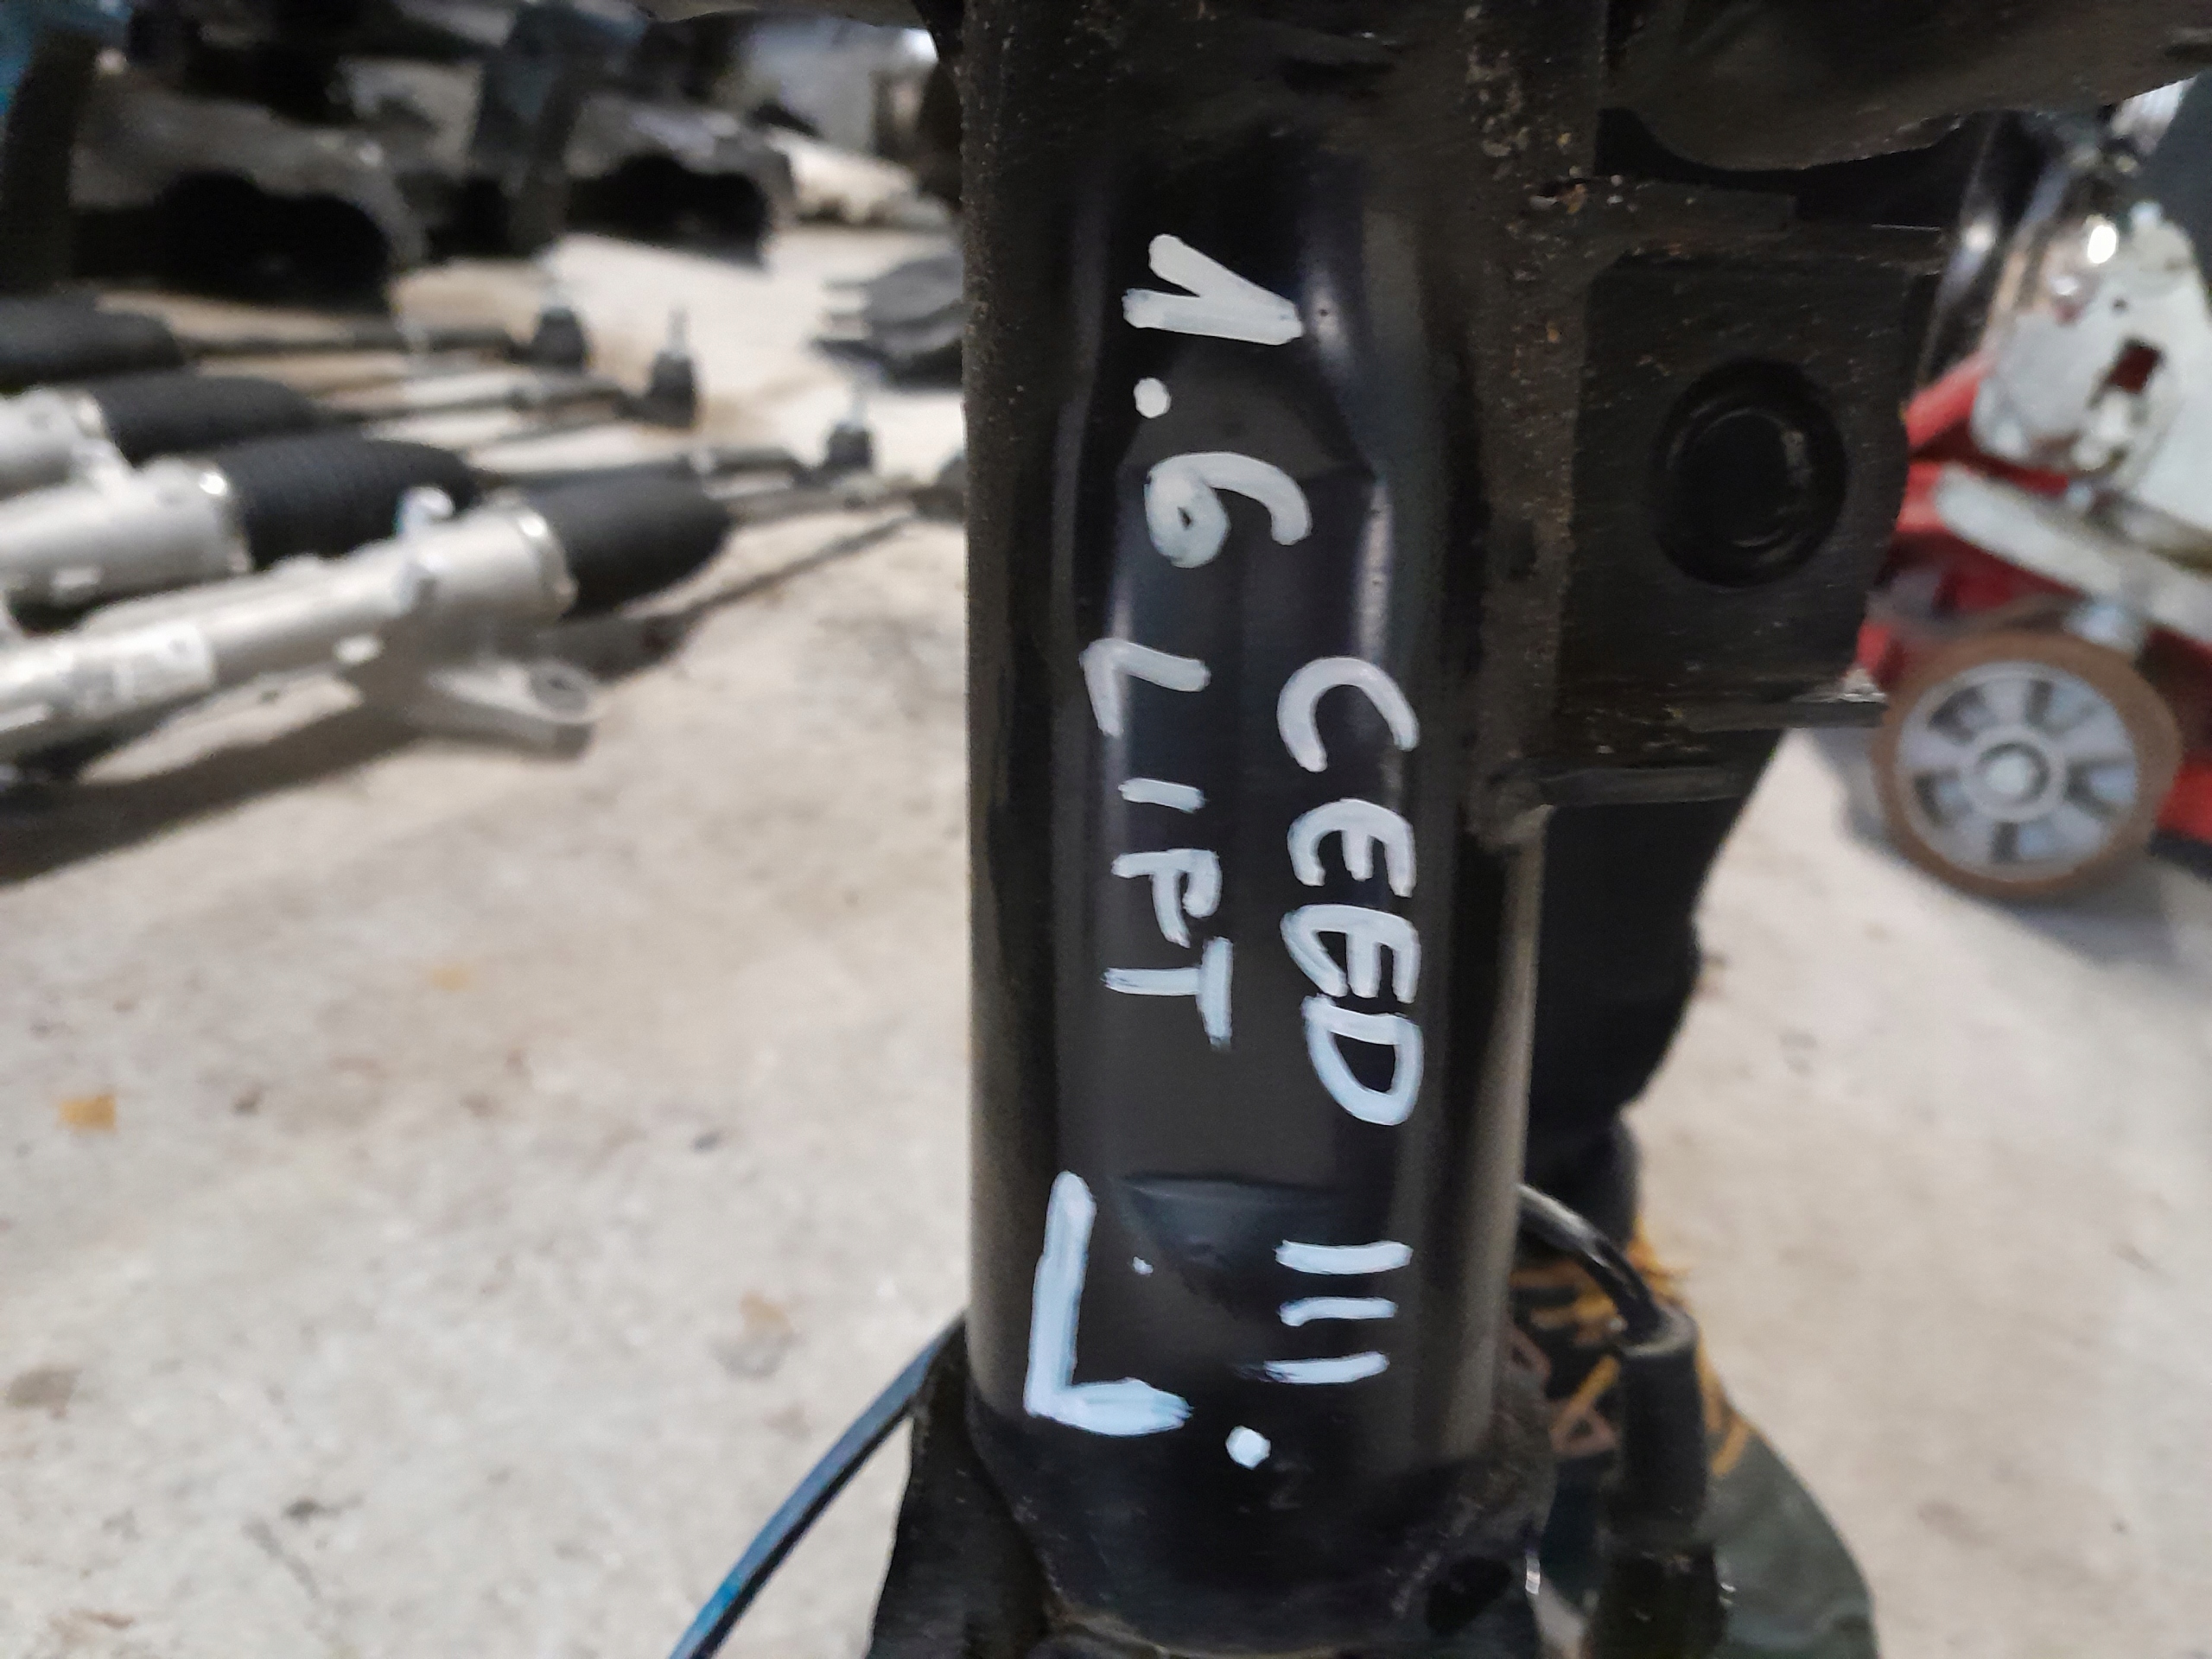 CEED III.
1.6 LIFT J